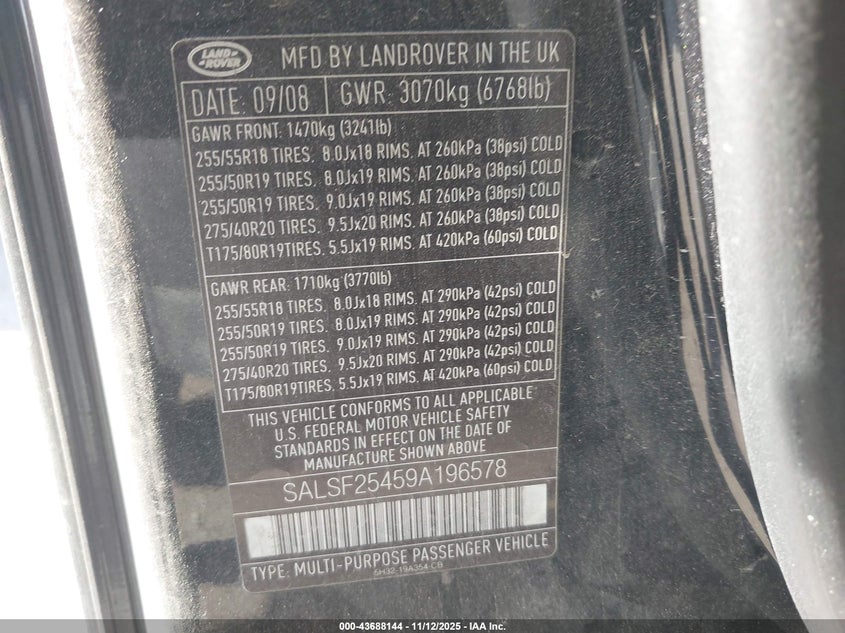 LAND ROVER
MFD BY LANDROVER IN THE UK
DATE: 09/08 GWR: 3070kg (6768lb)
GAWR FRONT: 1470kg (3241lb)
255/55R18 TIRES. 8.0Jx18 RIMS. AT 260kPa (38psi) COLD
255/50R19 TIRES. 8.0Jx19 RIMS. AT 260kPa (38psi) COLD
255/50R19 TIRES. 9.0Jx19 RIMS. AT 260kPa (38psi) COLD
275/40R20 TIRES. 9.5Jx20 RIMS. AT 260kPa (38psi) COLD
T175/80R19TIRES. 5.5Jx19 RIMS. AT 420kPa (60psi) COLD
GAWR REAR: 1710kg (3770lb)
255/55R18 TIRES. 8.0Jx18 RIMS. AT 290kPa (42psi) COLD
255/50R19 TIRES. 8.0Jx19 RIMS. AT 290kPa (42psi) COLD
255/50R19 TIRES. 9.0Jx19 RIMS. AT 290kPa (42psi) COLD
275/40R20 TIRES. 9.5Jx20 RIMS. AT 290kPa (42psi) COLD
T175/80R19TIRES. 5.5Jx19 RIMS. AT 420kPa (60psi) COLD
THIS VEHICLE CONFORMS TO ALL APPLICABLE
U.S. FEDERAL MOTOR VEHICLE SAFETY
STANDARDS IN EFFECT ON THE DATE OF
MANUFACTURE SHOWN ABOVE
SALSF25459A196578
TYPE: MULTI-PURPOSE PASSENGER VEHICLE
5H32-19A354-CB
000-43688144 - 11/12/2025 - IAA Inc.